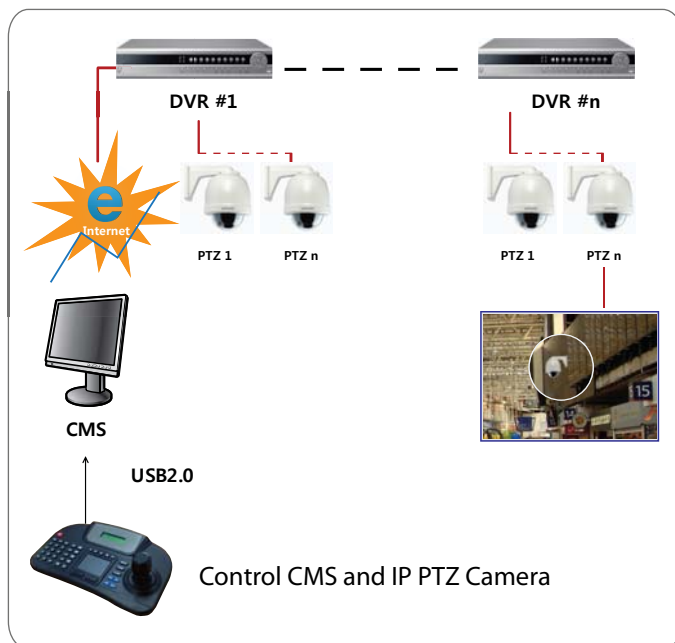 DVR #1
DVR #n
e
Internet
PTZ 1
PTZ n
PTZ 1
PTZ n
15
CMS
USB2.0
Control CMS and IP PTZ Camera